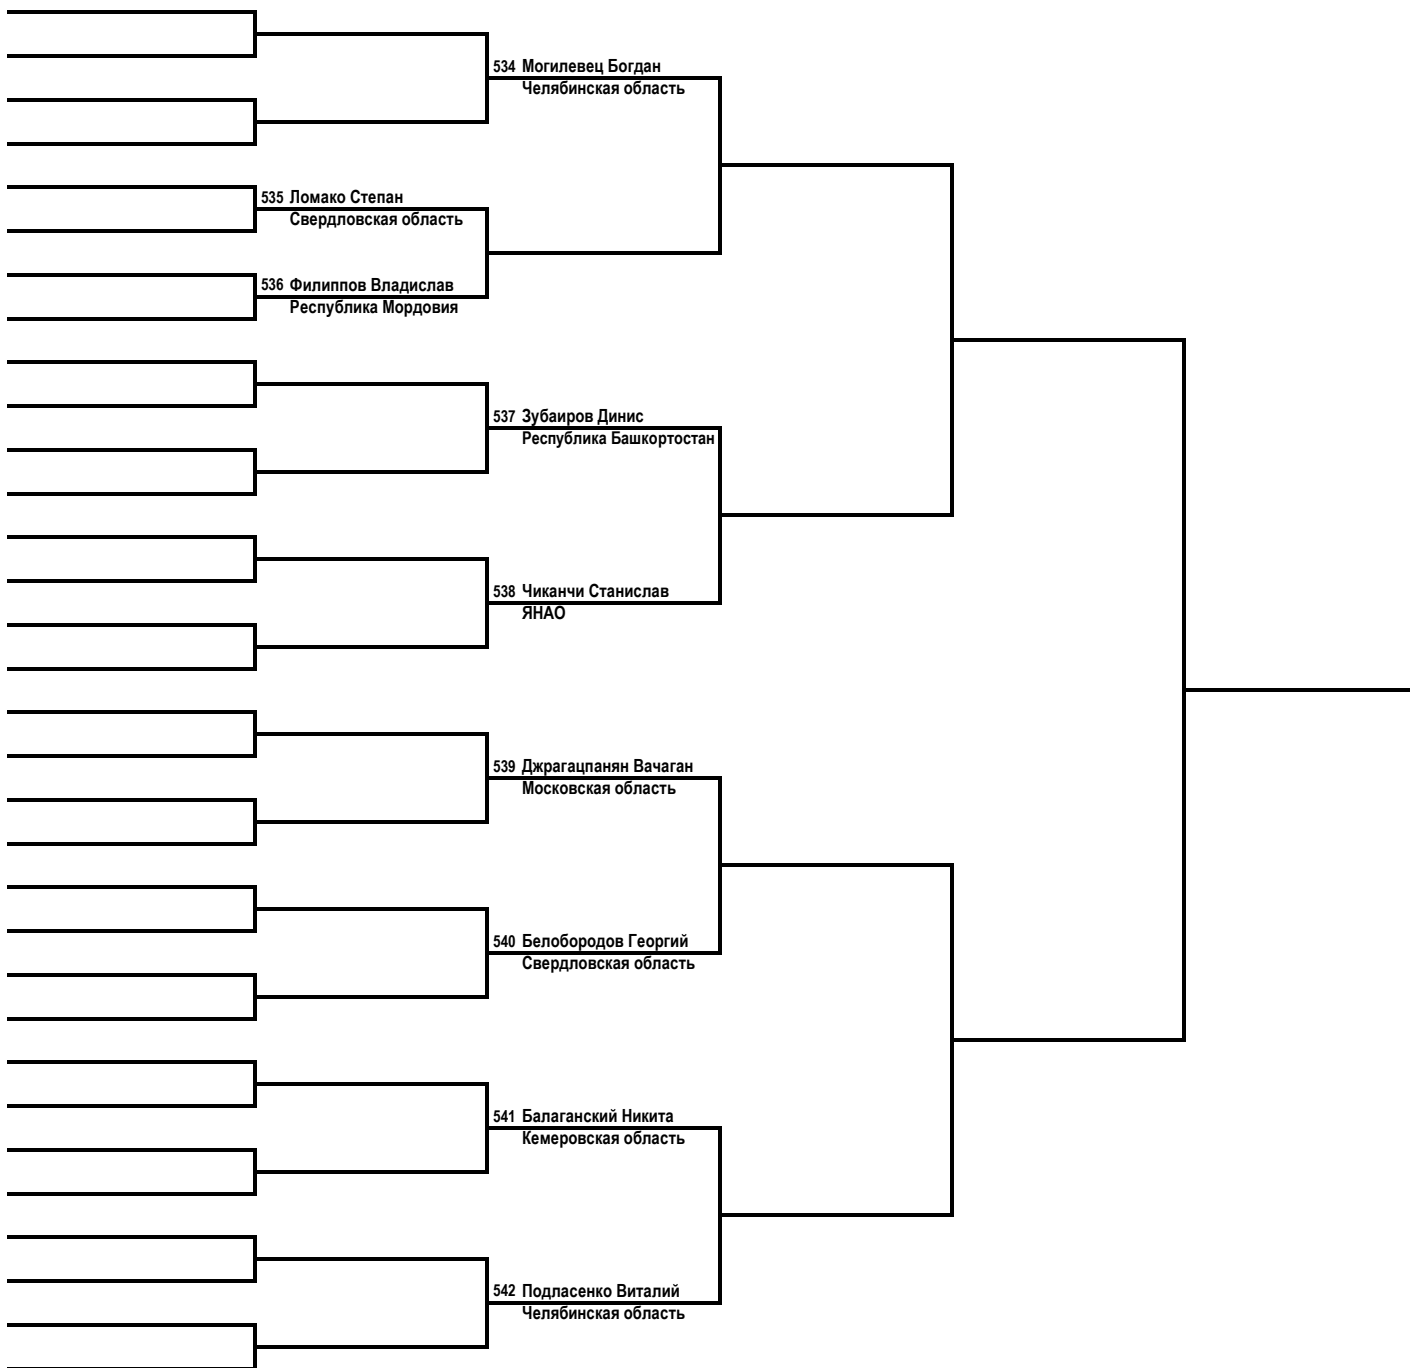 534 Могилевец Богдан
Челябинская область
535 Ломако Степан
Свердловская область
536 Филиппов Владислав
Республика Мордовия
537 Зубаиров Динис
Республика Башкортостан
538 Чиканчи Станислав
ЯНАО
539 Джрагацпанян Вачаган
Московская область
540 Белобородов Георгий
Свердловская область
541 Балаганский Никита
Кемеровская область
542 Подласенко Виталий
Челябинская область